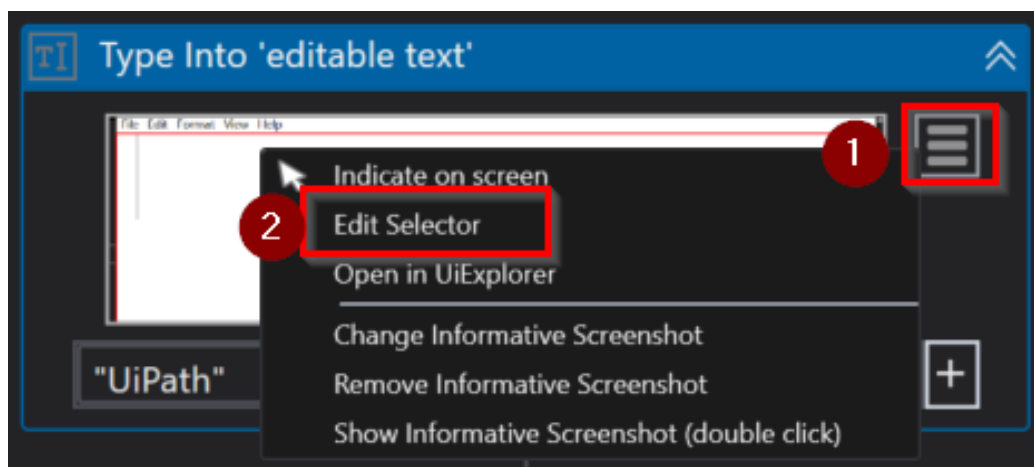 TI Type Into 'editable text'
File Edit Format View Help
1
Indicate on screen
2 Edit Selector
Open in UiExplorer
Change Informative Screenshot
"UiPath" +
Remove Informative Screenshot
Show Informative Screenshot (double click)